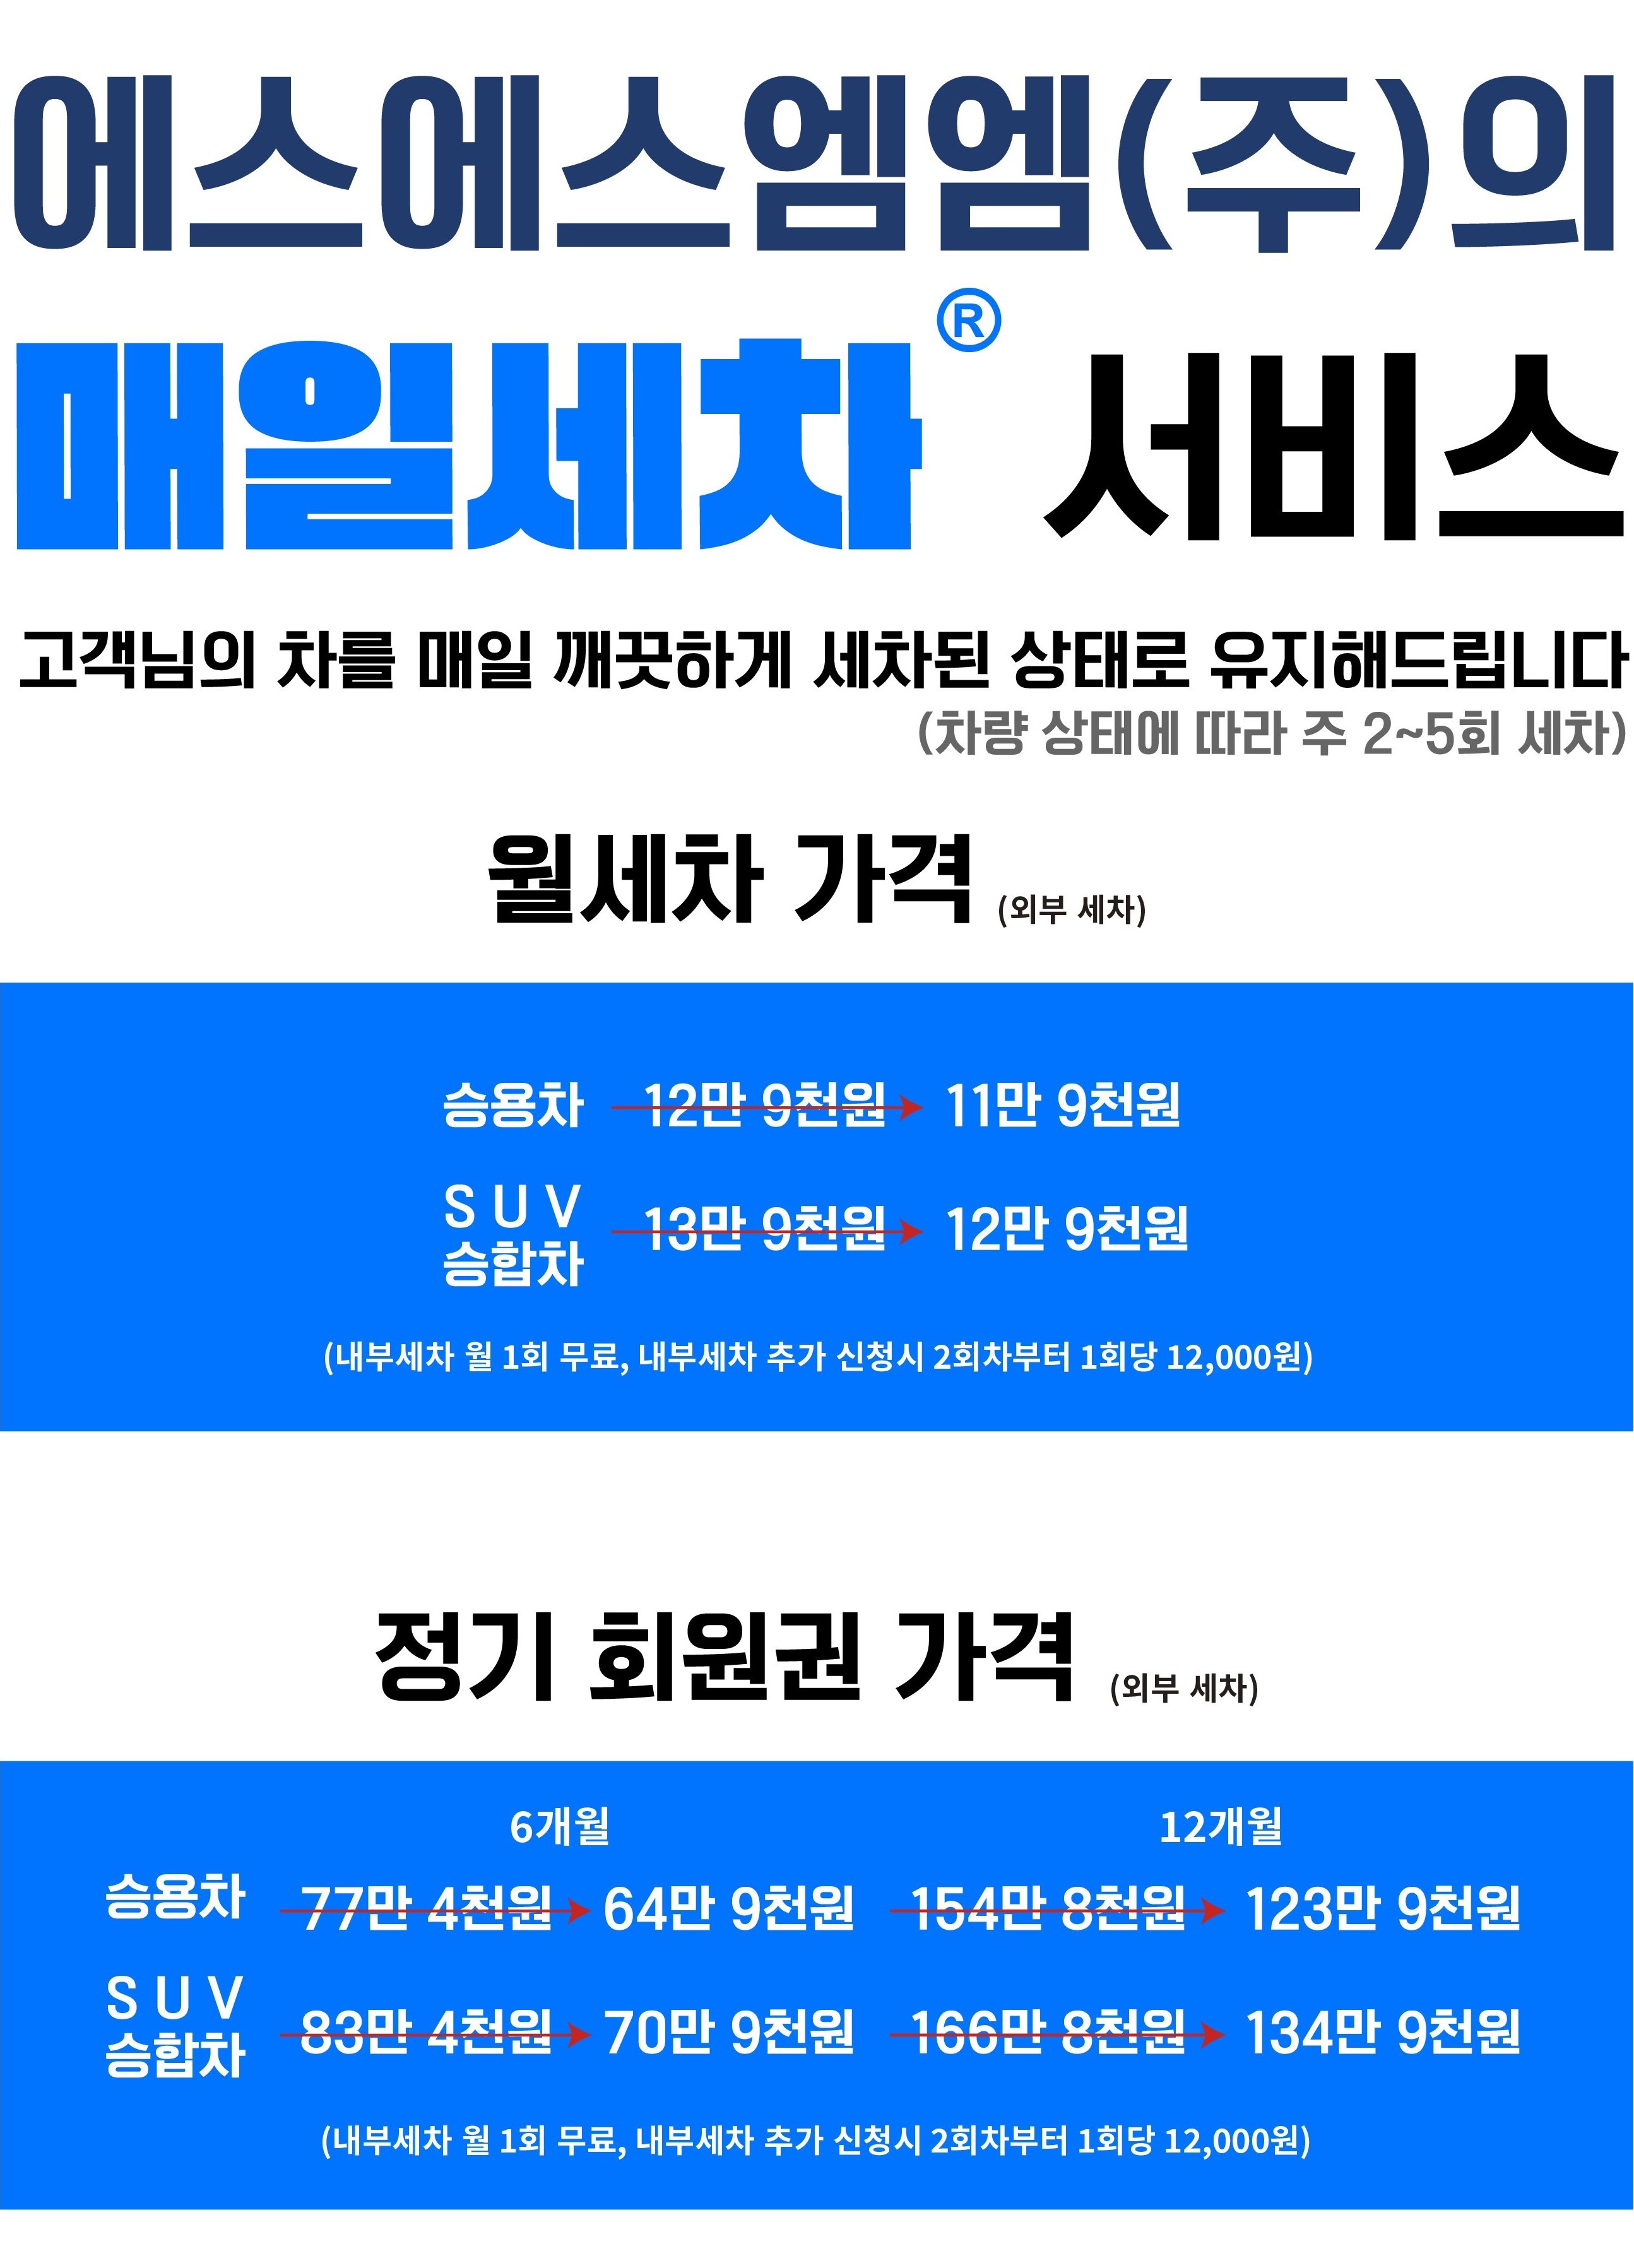 에스에스엠엠(주)의
매일세차® 서비스
고객님의 차를 매일 깨끗하게 세차된 상태로 유지해드립니다
(차량 상태에 따라 주 2~5회 세차)
월세차 가격 (외부 세차)
승용차 12만 9천원 11만 9천원
SUV
승합차 13만 9천원 12만 9천원
(내부세차 월 1회 무료, 내부세차 추가 신청시 2회차부터 1회당 12,000원)
정기 회원권 가격 (외부 세차)
6개월 12개월
승용차 77만 4천원 64만 9천원 154만 8천원 123만 9천원
SUV
승합차 83만 4천원 70만 9천원 166만 8천원 134만 9천원
(내부세차 월 1회 무료, 내부세차 추가 신청시 2회차부터 1회당 12,000원)